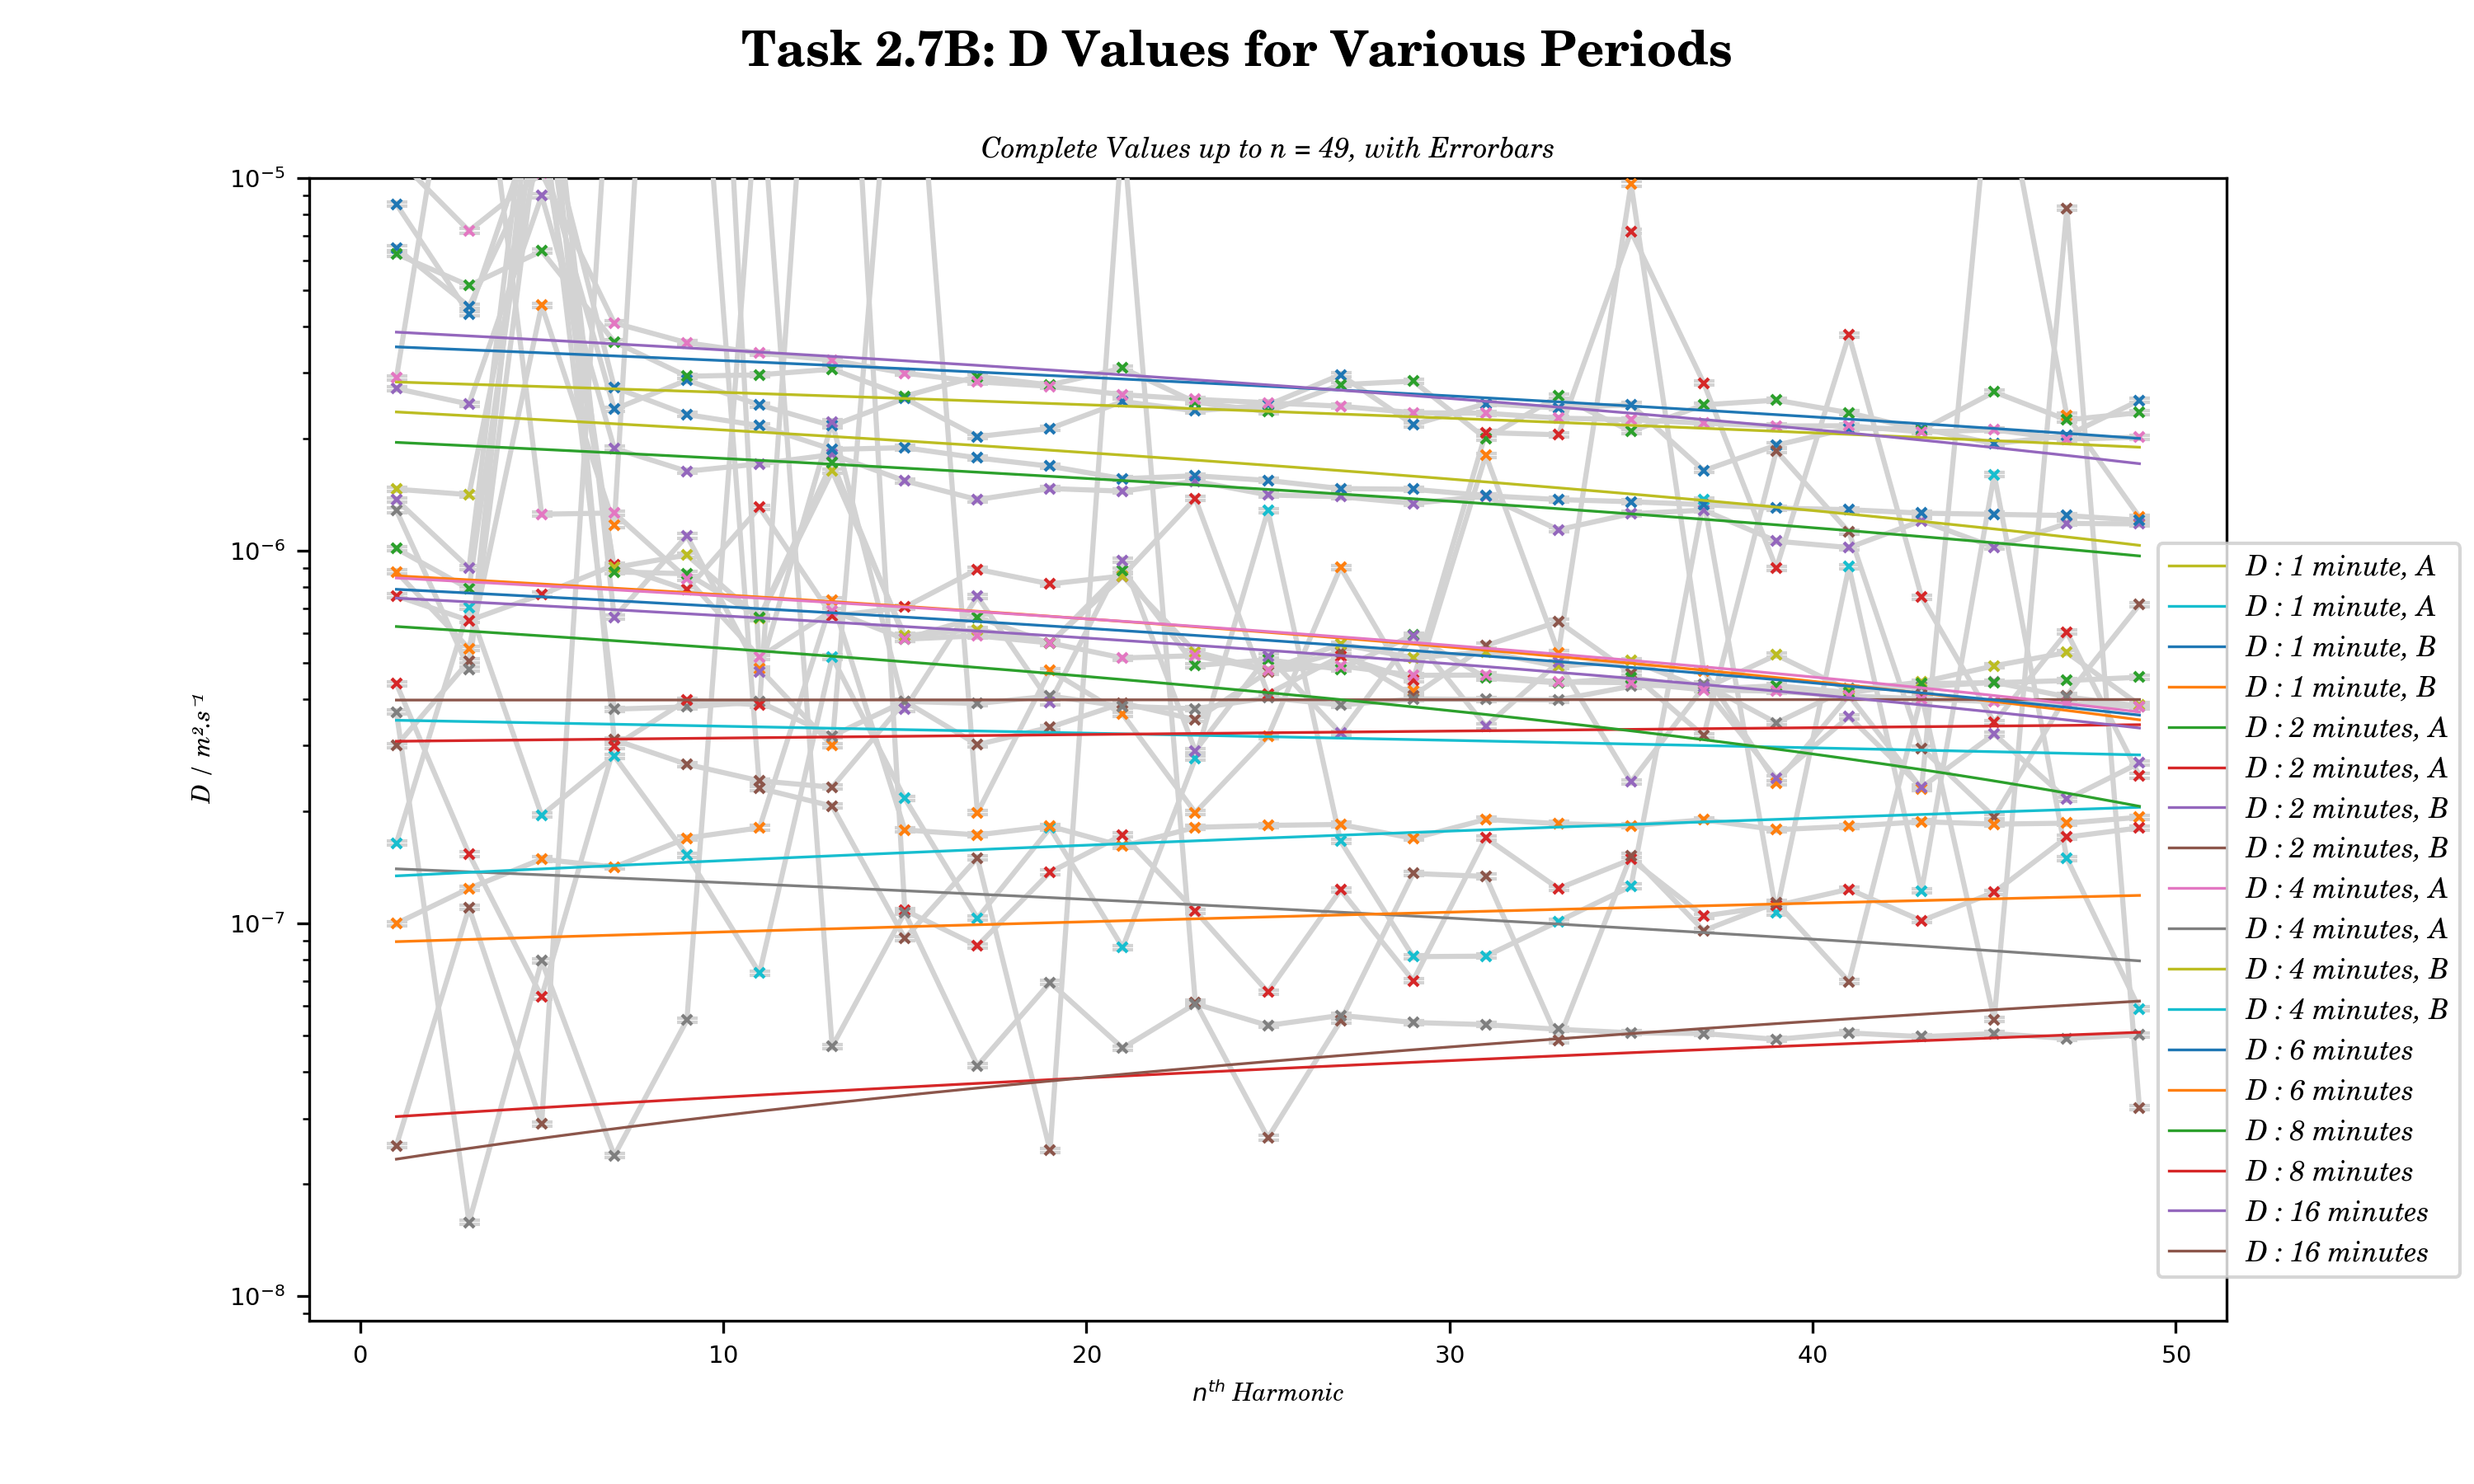 Task 2.7B: D Values for Various Periods
Complete Values up to n = 49, with Errorbars
D / m².s⁻¹
10⁻⁵
10⁻⁶
10⁻⁷
10⁻⁸
0 10 20 30 40 50
nᵗʰ Harmonic
D : 1 minute, A
D : 1 minute, A
D : 1 minute, B
D : 1 minute, B
D : 2 minutes, A
D : 2 minutes, A
D : 2 minutes, B
D : 2 minutes, B
D : 4 minutes, A
D : 4 minutes, A
D : 4 minutes, B
D : 4 minutes, B
D : 6 minutes
D : 6 minutes
D : 8 minutes
D : 8 minutes
D : 16 minutes
D : 16 minutes